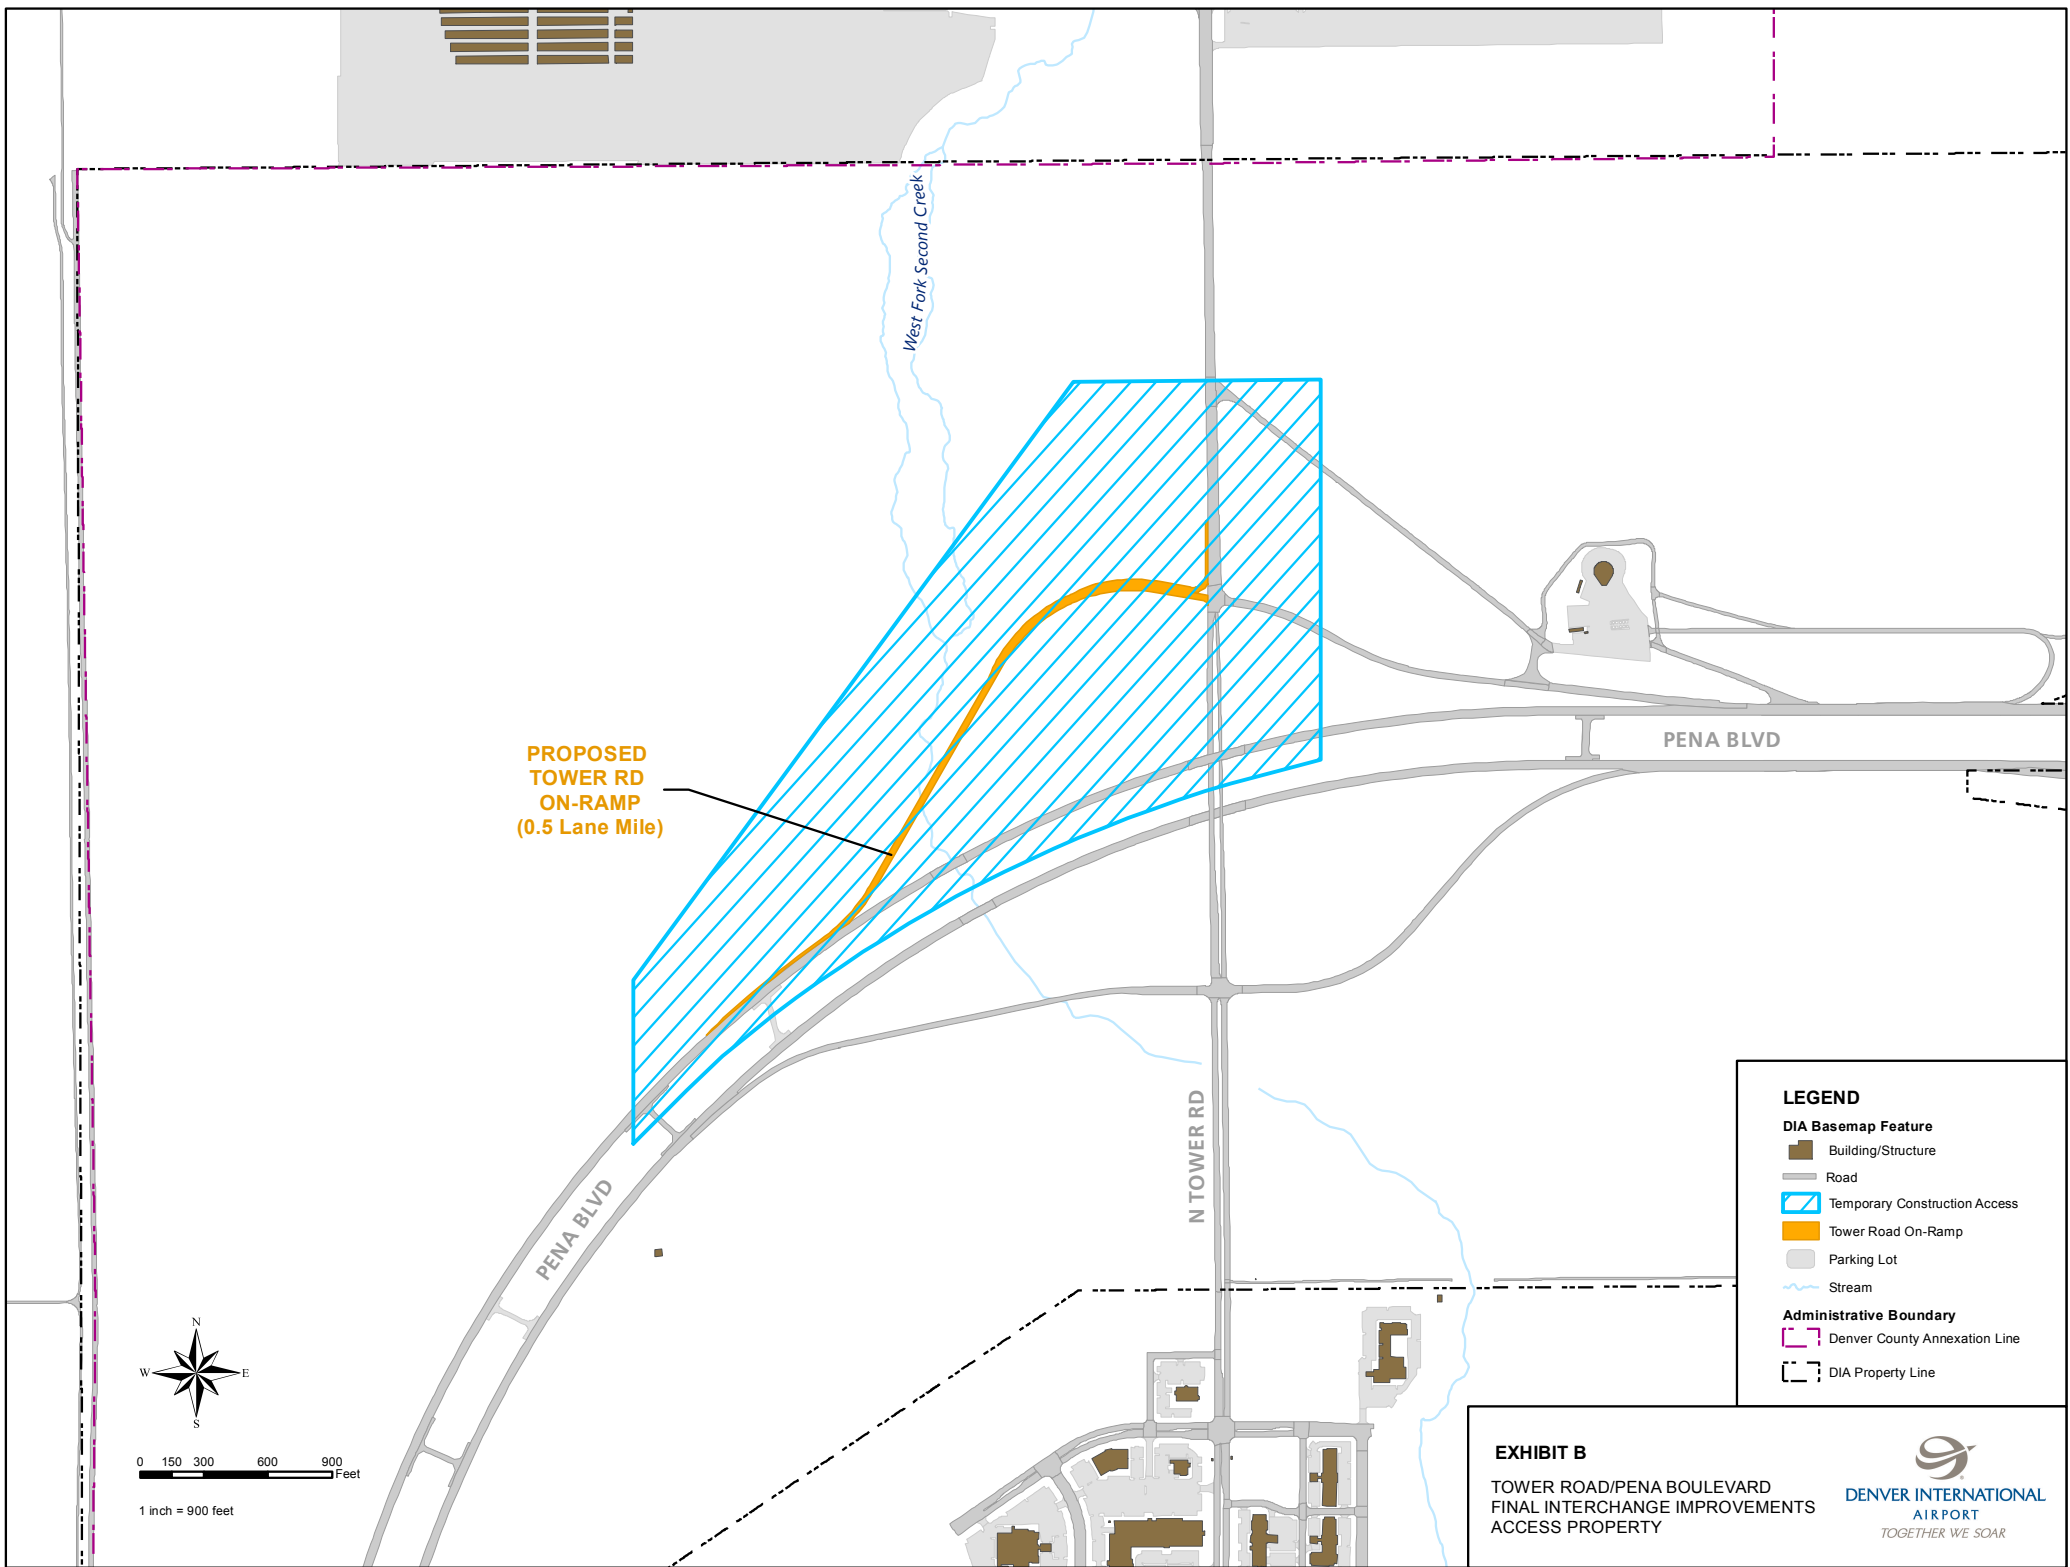 West Fork Second Creek
PROPOSED
TOWER RD
ON-RAMP
(0.5 Lane Mile)
PENA BLVD
N TOWER RD
PENA BLVD
LEGEND
DIA Basemap Feature
Building/Structure
Road
Temporary Construction Access
Tower Road On-Ramp
Parking Lot
Stream
Administrative Boundary
Denver County Annexation Line
DIA Property Line
N
W E
S
0 150 300 600 900
Feet
1 inch = 900 feet
EXHIBIT B
TOWER ROAD/PENA BOULEVARD
FINAL INTERCHANGE IMPROVEMENTS
ACCESS PROPERTY
DENVER INTERNATIONAL
AIRPORT
TOGETHER WE SOAR